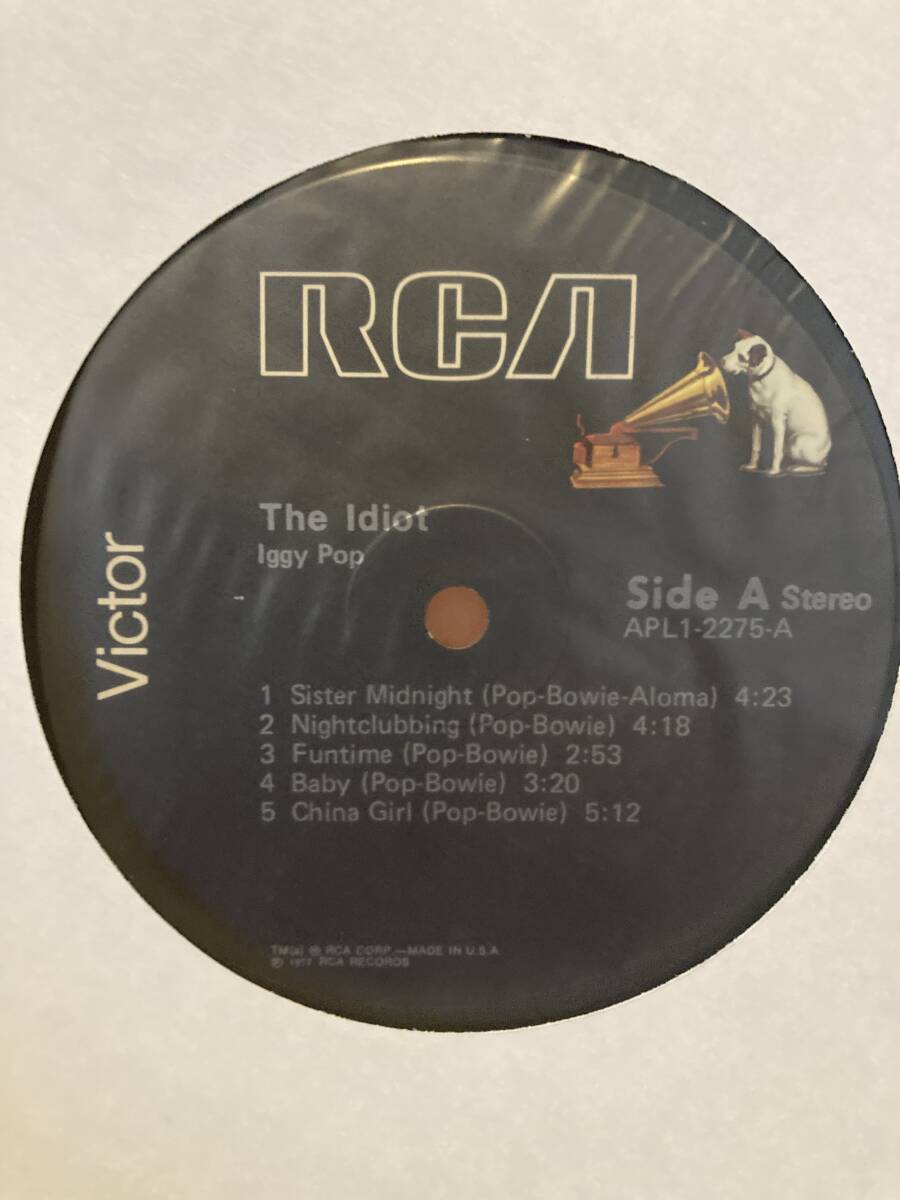 RCA
Victor
The Idiot
Iggy Pop
Side A Stereo
APL1-2275-A
1 Sister Midnight (Pop-Bowie-Aloma) 4:23
2 Nightclubbing (Pop-Bowie) 4:18
3 Funtime (Pop-Bowie) 2:53
4 Baby (Pop-Bowie) 3:20
5 China Girl (Pop-Bowie) 5:12
TM(s) ® RCA CORP.—MADE IN U.S.A
℗ 1977 RCA RECORDS